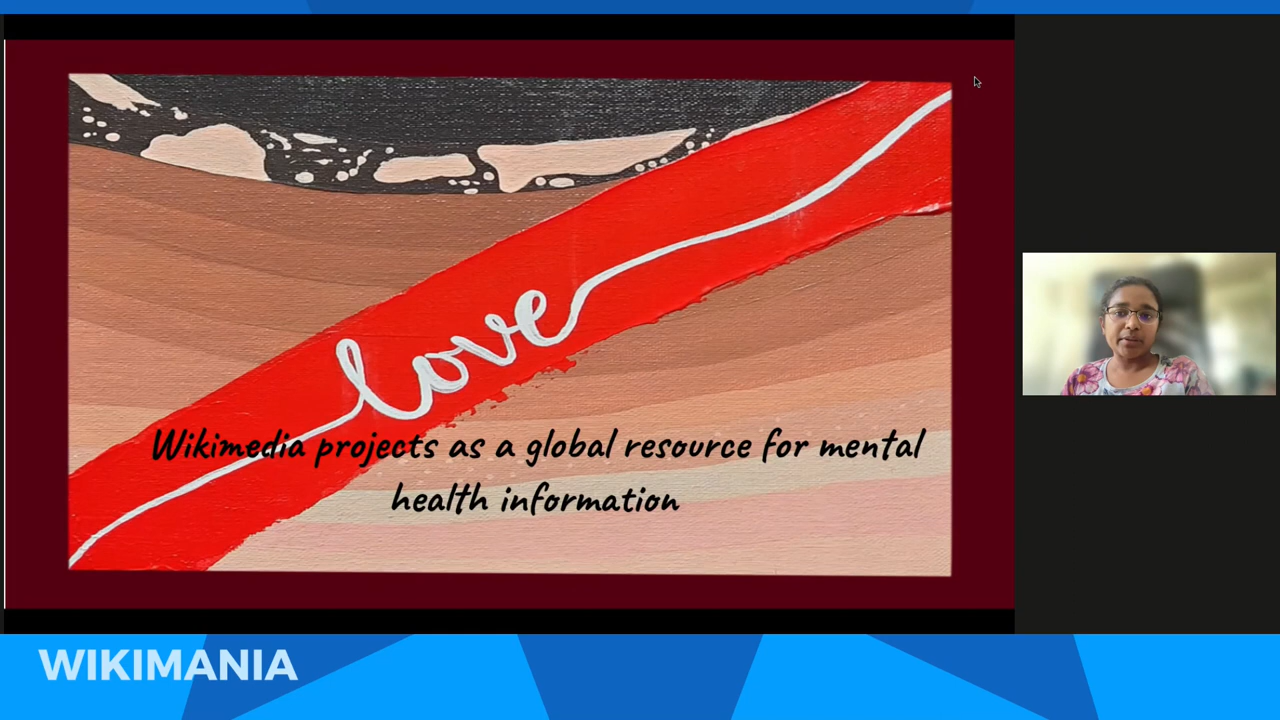 love
Wikimedia projects as a global resource for mental
health information
WIKIMANIA